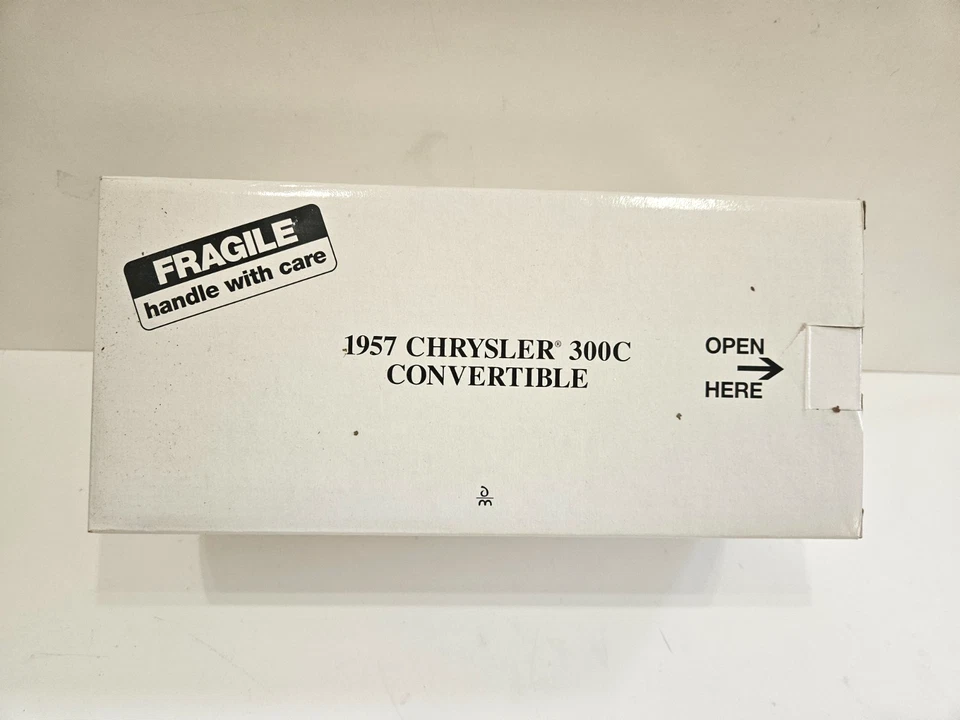 FRAGILE
handle with care
1957 CHRYSLER® 300C
CONVERTIBLE
OPEN
HERE